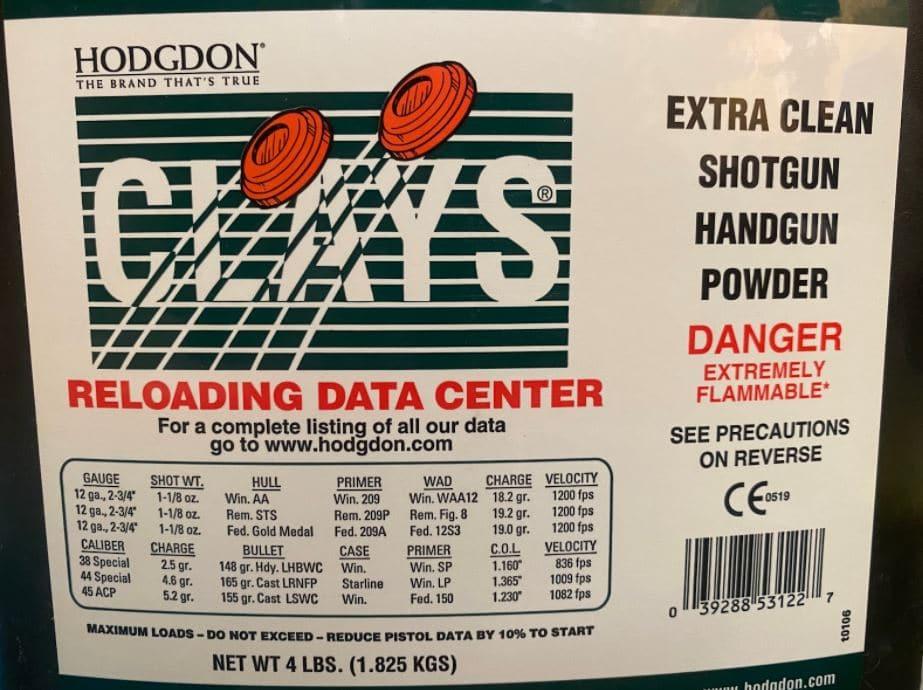 HODGDON®
THE BRAND THAT'S TRUE
CLAYS®
RELOADING DATA CENTER
For a complete listing of all our data
go to www.hodgdon.com
GAUGE SHOT WT. HULL PRIMER WAD CHARGE VELOCITY
12 ga., 2-3/4" 1-1/8 oz. Win. AA Win. 209 Win. WAA12 18.2 gr. 1200 fps
12 ga., 2-3/4" 1-1/8 oz. Rem. STS Rem. 209P Rem. Fig. 8 19.2 gr. 1200 fps
12 ga., 2-3/4" 1-1/8 oz. Fed. Gold Medal Fed. 209A Fed. 12S3 19.0 gr. 1200 fps
CALIBER CHARGE BULLET CASE PRIMER C.O.L. VELOCITY
38 Special 2.5 gr. 148 gr. Hdy. LHBWC Win. Win. SP 1.160" 836 fps
44 Special 4.6 gr. 165 gr. Cast LRNFP Starline Win. LP 1.365" 1009 fps
45 ACP 5.2 gr. 155 gr. Cast LSWC Win. Fed. 150 1.230" 1082 fps
MAXIMUM LOADS – DO NOT EXCEED – REDUCE PISTOL DATA BY 10% TO START
NET WT 4 LBS. (1.825 KGS)
EXTRA CLEAN
SHOTGUN
HANDGUN
POWDER
DANGER
EXTREMELY
FLAMMABLE*
SEE PRECAUTIONS
ON REVERSE
CE 0519
0 39288 53122 7
t0106
hodgdon.com